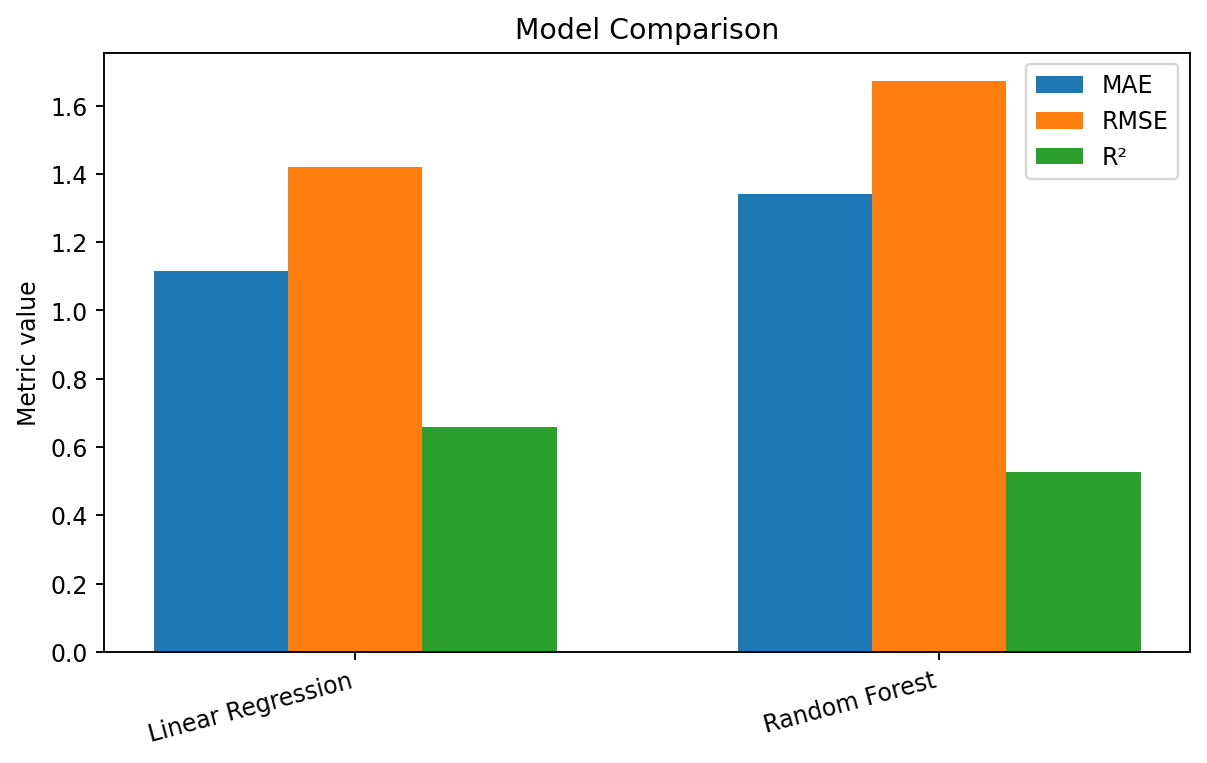 Model Comparison
MAE
RMSE
R²
Metric value
1.6
1.4
1.2
1.0
0.8
0.6
0.4
0.2
0.0
Linear Regression
Random Forest